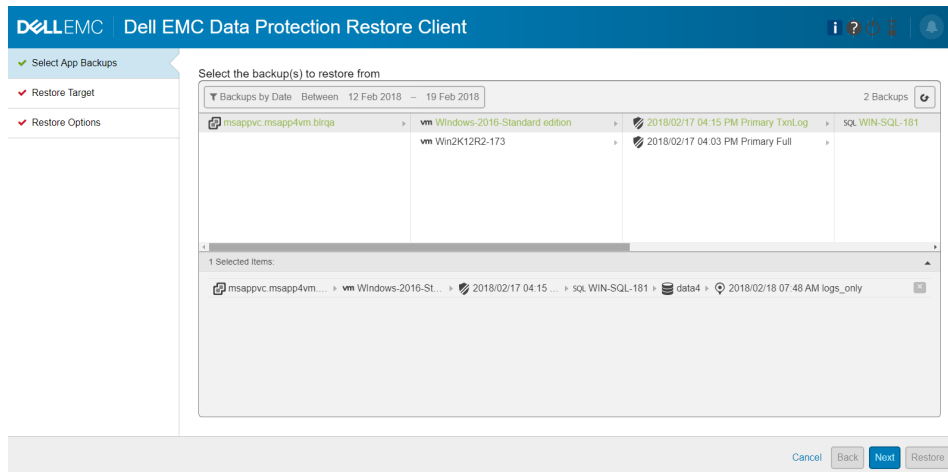 DELLEMC Dell EMC Data Protection Restore Client
Select App Backups
Restore Target
Restore Options
Select the backup(s) to restore from
Backups by Date Between 12 Feb 2018 – 19 Feb 2018
2 Backups
msappvc.msapp4vm.blrqa
vm Windows-2016-Standard edition
2018/02/17 04:15 PM Primary TxnLog
SQL WIN-SQL-181
vm Win2K12R2-173
2018/02/17 04:03 PM Primary Full
1 Selected Items:
msappvc.msapp4vm.... vm Windows-2016-St... 2018/02/17 04:15 ... SQL WIN-SQL-181 data4 2018/02/18 07:48 AM logs_only
Cancel Back Next Restore